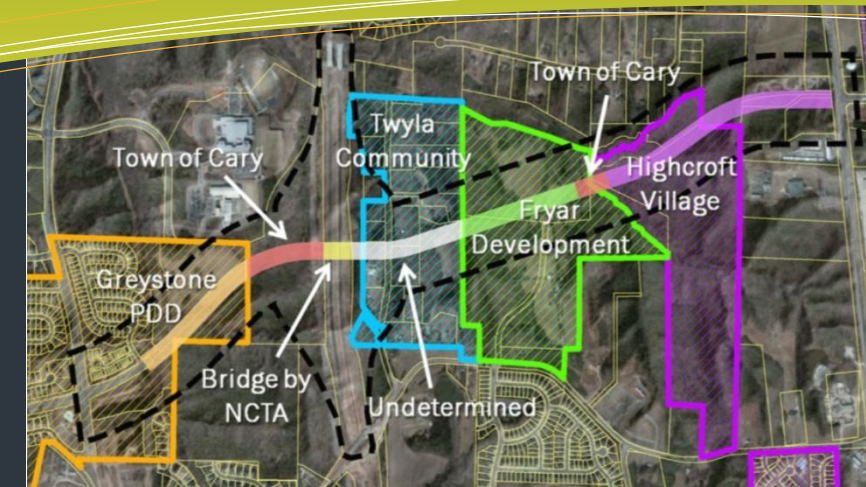 Town of Cary
Twyla
Community
Town of Cary
Highcroft
Village
Fryar
Development
Greystone
PDD
Bridge by
NCTA
Undetermined